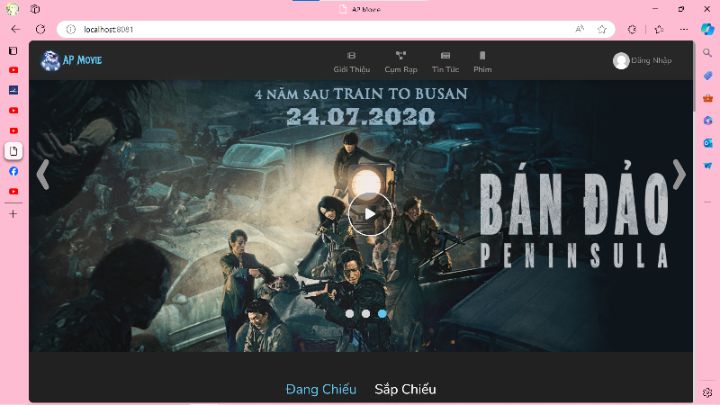 AP Movie
localhost:8081
AP Movie
Giới Thiệu
Cụm Rạp
Tin Tức
Phim
Đăng Nhập
4 NĂM SAU TRAIN TO BUSAN
24.07.2020
BÁN ĐẢO
PENINSULA
Đang Chiếu
Sắp Chiếu